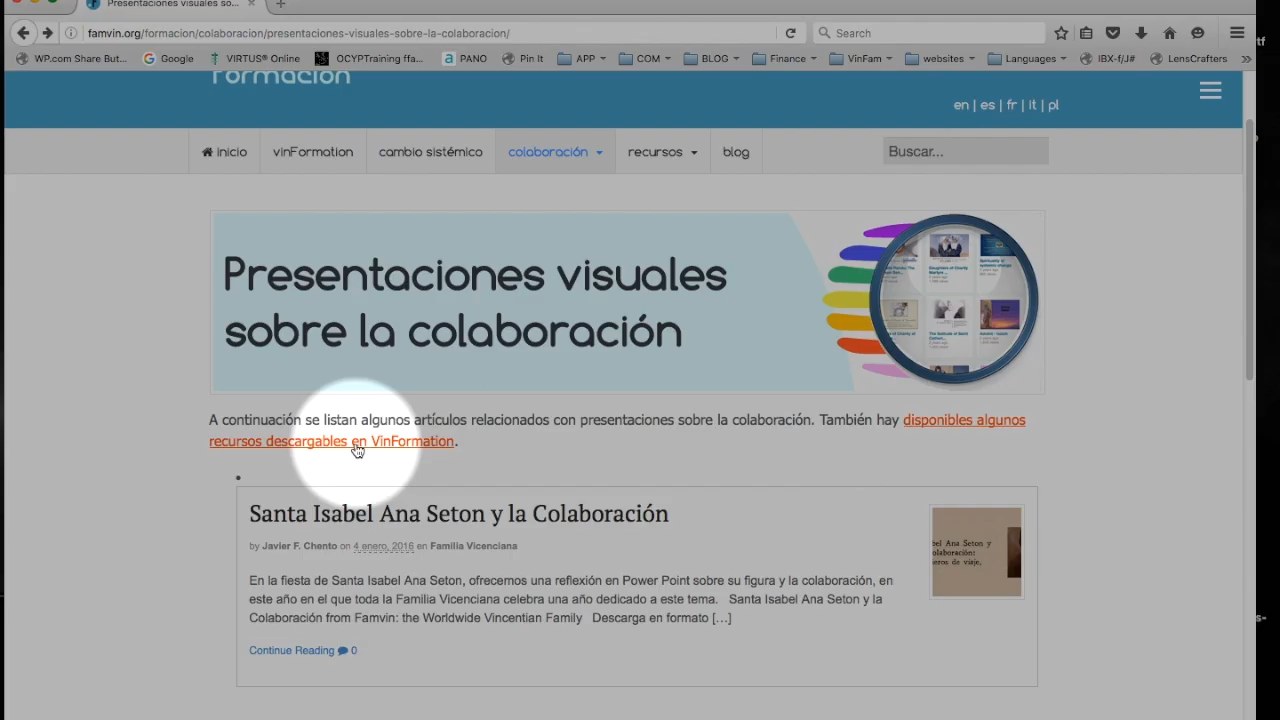 Presentaciones visuales so...
famvin.org/formacion/colaboracion/presentaciones-visuales-sobre-la-colaboracion/
Search
WP.com Share But... Google VIRTUS® Online OCYPTraining ffa... PANO Pin It APP COM BLOG Finance VinFam websites Languages IBX-f/J# LensCrafters
formación
en | es | fr | it | pl
inicio vinFormation cambio sistémico colaboración recursos blog Buscar...
Presentaciones visuales
sobre la colaboración
A continuación se listan algunos artículos relacionados con presentaciones sobre la colaboración. También hay disponibles algunos
recursos descargables en VinFormation.
Santa Isabel Ana Seton y la Colaboración
by Javier F. Chento on 4 enero, 2016 en Familia Vicenciana
bel Ana Seton y
olaboración:
eros de viaje,
En la fiesta de Santa Isabel Ana Seton, ofrecemos una reflexión en Power Point sobre su figura y la colaboración, en
este año en el que toda la Familia Vicenciana celebra una año dedicado a este tema. Santa Isabel Ana Seton y la
Colaboración from Famvin: the Worldwide Vincentian Family Descarga en formato […]
Continue Reading 0